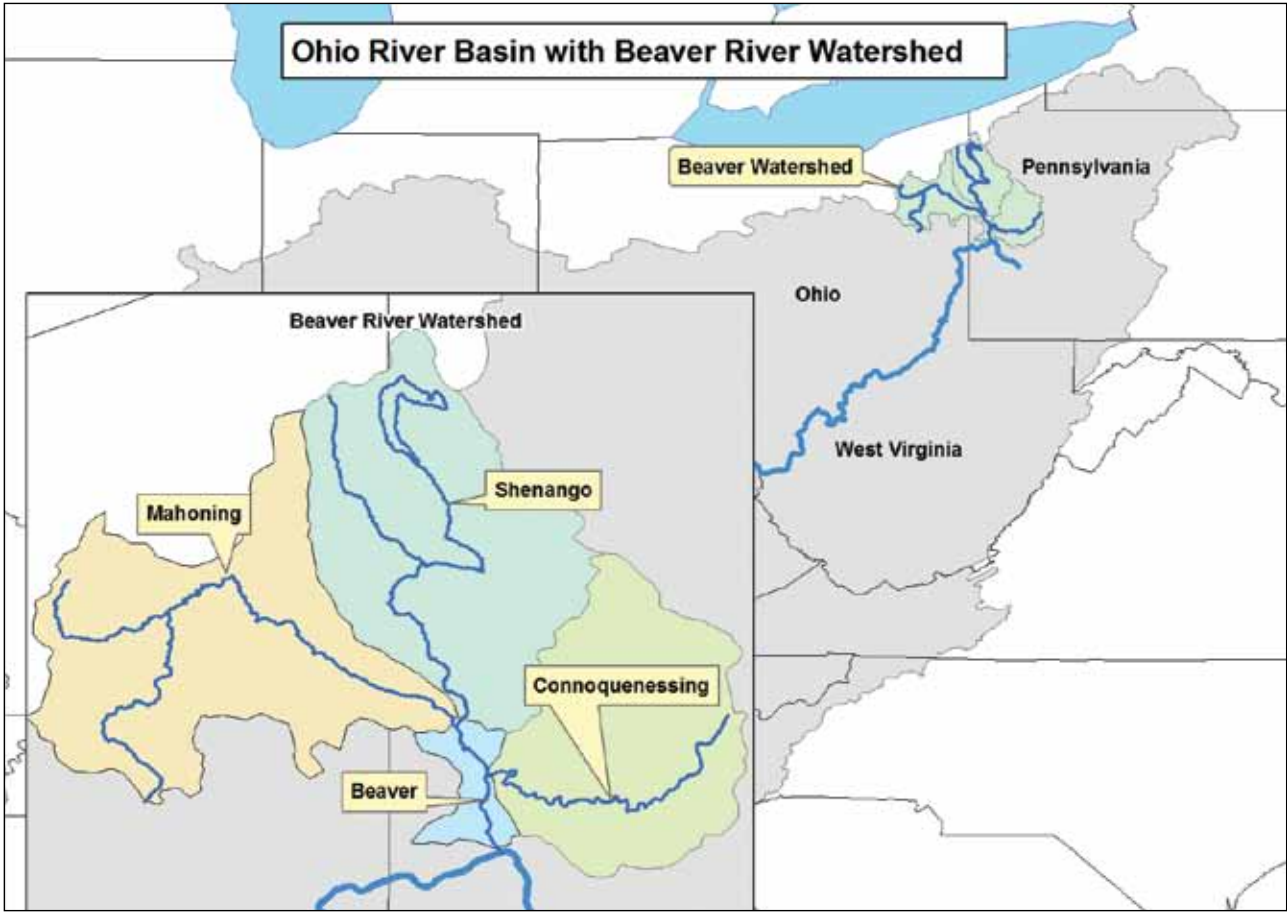 Ohio River Basin with Beaver River Watershed
Beaver Watershed
Pennsylvania
Ohio
West Virginia
Beaver River Watershed
Shenango
Mahoning
Connoquenessing
Beaver